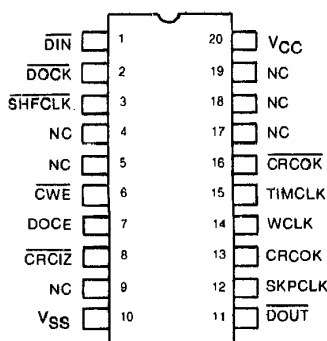 DIN 1 20 VCC
DOCK 2 19 NC
SHFCLK. 3 18 NC
NC 4 17 NC
NC 5 16 CRCOK
CWE 6 15 TIMCLK
DOCE 7 14 WCLK
CRCIZ 8 13 CRCOK
NC 9 12 SKPCLK
VSS 10 11 DOUT